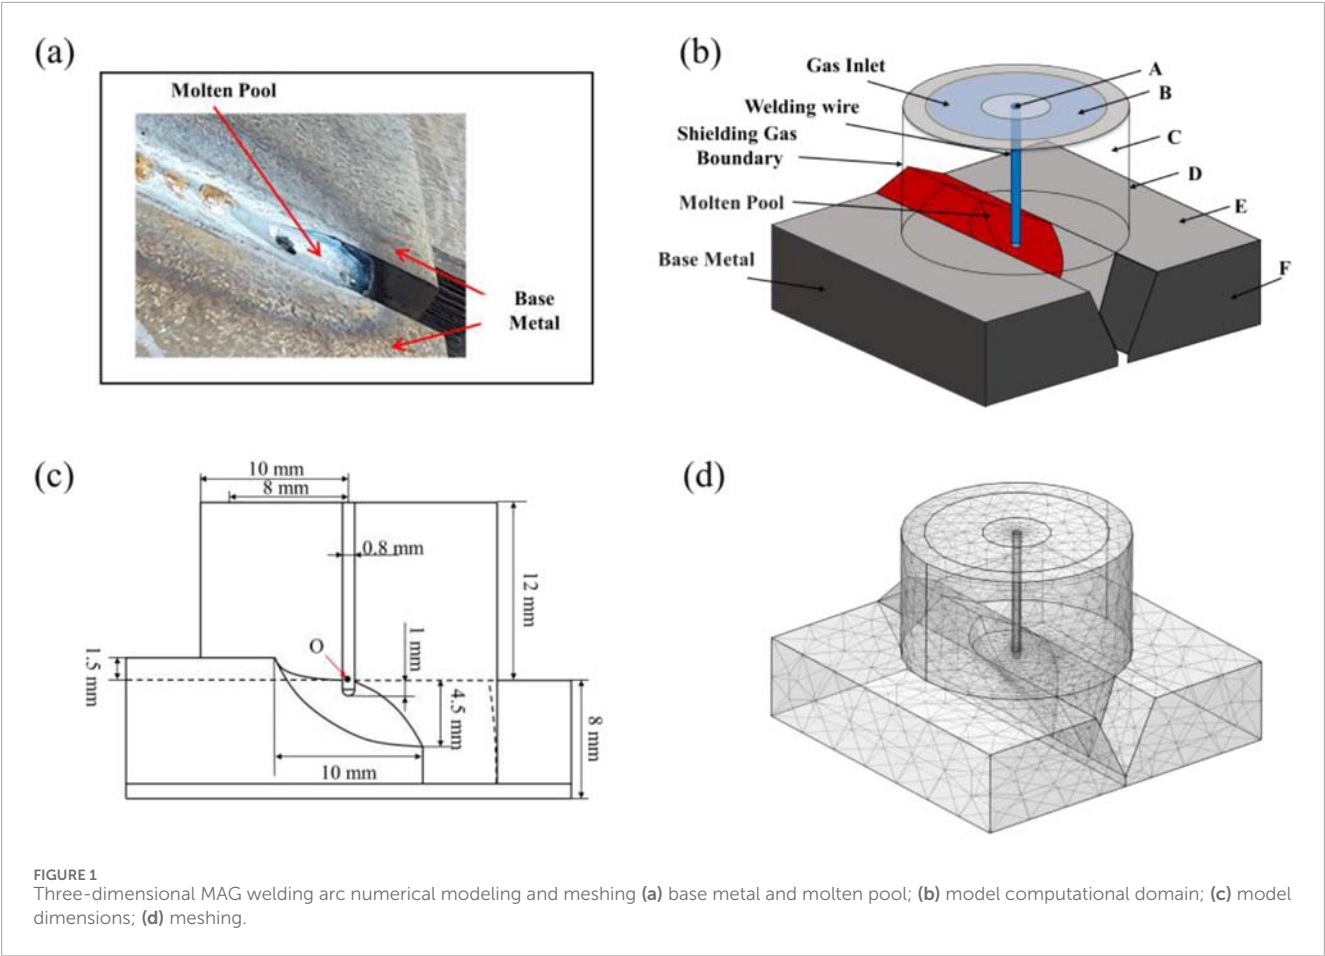 (a)
Molten Pool
Base
Metal
(b)
Gas Inlet
Welding wire
Shielding Gas
Boundary
Molten Pool
Base Metal
A
B
C
D
E
F
(c)
10 mm
8 mm
0.8 mm
12 mm
O
1 mm
1.5 mm
4.5 mm
8 mm
10 mm
(d)
FIGURE 1
Three-dimensional MAG welding arc numerical modeling and meshing (a) base metal and molten pool; (b) model computational domain; (c) model
dimensions; (d) meshing.